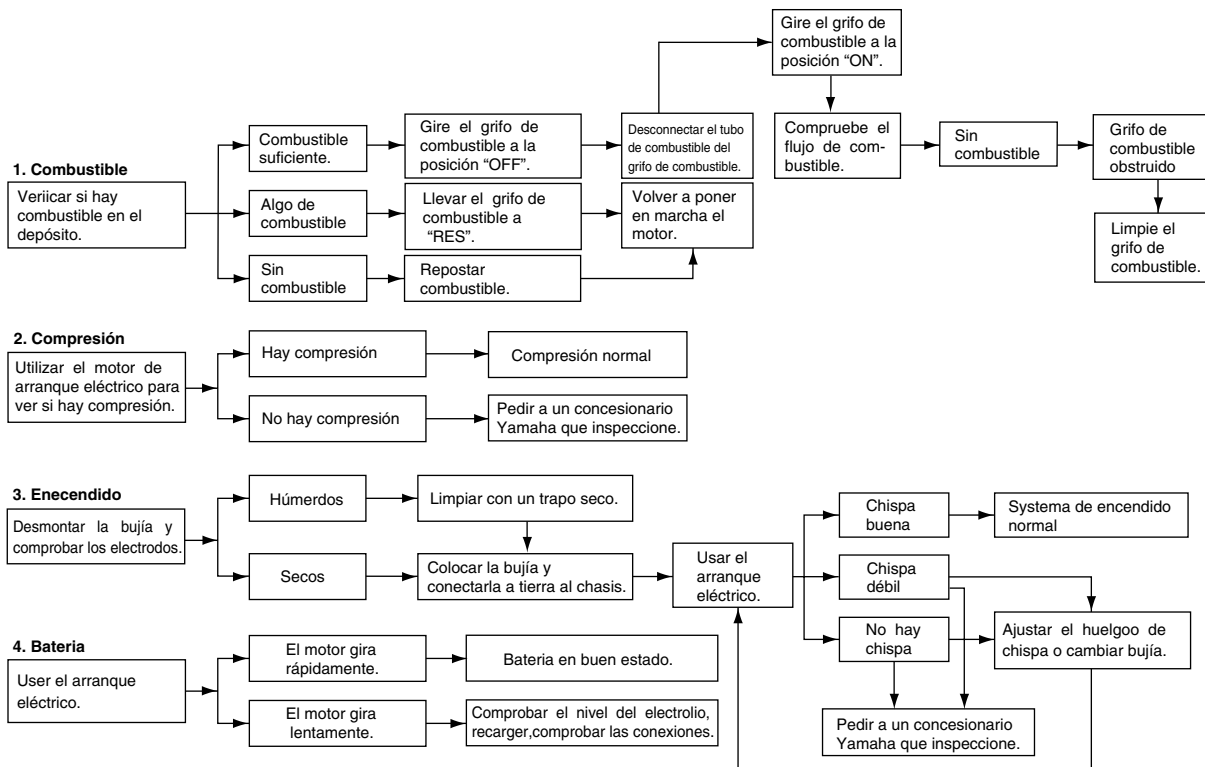 1. Combustible
Veriicar si hay
combustible en el
depósito.
Combustible
suficiente.
Gire el grifo de
combustible a la
posición “OFF”.
Desconnectar el tubo
de combustible del
grifo de combustible.
Gire el grifo de
combustible a la
posición “ON”.
Compruebe el
flujo de com-
bustible.
Sin
combustible
Grifo de
combustible
obstruido
Limpie el
grifo de
combustible.
Algo de
combustible
Llevar el grifo de
combustible a
“RES”.
Volver a poner
en marcha el
motor.
Sin
combustible
Repostar
combustible.
2. Compresión
Utilizar el motor de
arranque eléctrico para
ver si hay compresión.
Hay compresión
Compresión normal
No hay compresión
Pedir a un concesionario
Yamaha que inspeccione.
3. Enecendido
Desmontar la bujía y
comprobar los electrodos.
Húmerdos
Limpiar con un trapo seco.
Secos
Colocar la bujía y
conectarla a tierra al chasis.
Usar el
arranque
eléctrico.
Chispa
buena
Systema de encendido
normal
Chispa
débil
No hay
chispa
Ajustar el huelgoo de
chispa o cambiar bujía.
Pedir a un concesionario
Yamaha que inspeccione.
4. Bateria
User el arranque
eléctrico.
El motor gira
rápidamente.
Bateria en buen estado.
El motor gira
lentamente.
Comprobar el nivel del electrolio,
recarger,comprobar las conexiones.